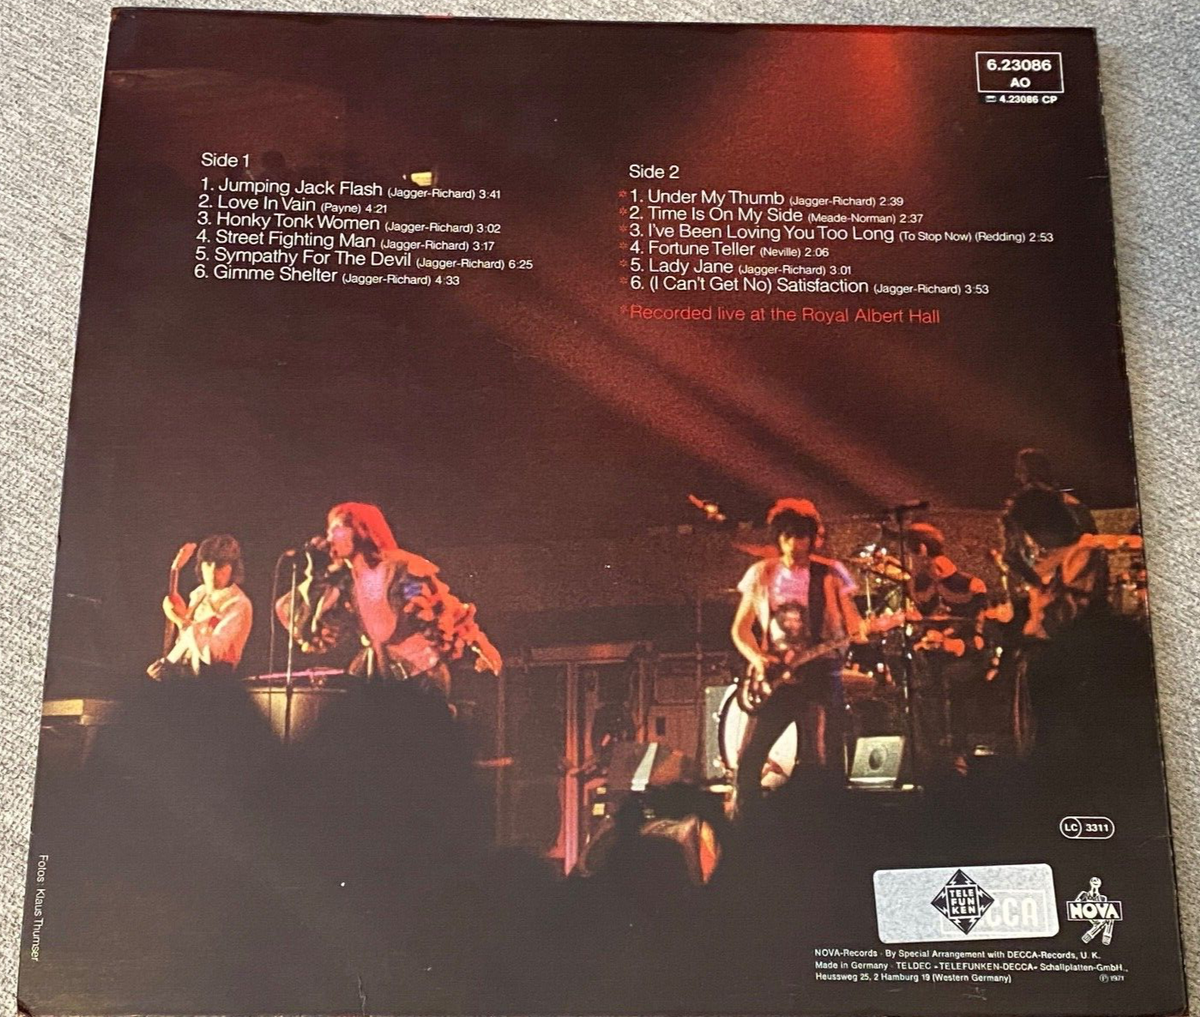 6.23086
AO
4.23086 CP
Side 1
1. Jumping Jack Flash (Jagger-Richard) 3:41
2. Love In Vain (Payne) 4:21
3. Honky Tonk Women (Jagger-Richard) 3:02
4. Street Fighting Man (Jagger-Richard) 3:17
5. Sympathy For The Devil (Jagger-Richard) 6:25
6. Gimme Shelter (Jagger-Richard) 4:33
Side 2
*1. Under My Thumb (Jagger-Richard) 2:39
*2. Time Is On My Side (Meade-Norman) 2:37
*3. I've Been Loving You Too Long (To Stop Now) (Redding) 2:53
*4. Fortune Teller (Neville) 2:06
*5. Lady Jane (Jagger-Richard) 3:01
*6. (I Can't Get No) Satisfaction (Jagger-Richard) 3:53
*Recorded live at the Royal Albert Hall
Fotos: Klaus Thumser
LC 3311
TELE
FUN
KEN
NOVA
NOVA-Records · By Special Arrangement with DECCA-Records, U. K.
Made in Germany · TELDEC »TELEFUNKEN-DECCA« Schallplatten-GmbH.,
Heussweg 25, 2 Hamburg 19 (Western Germany) ℗ 1971